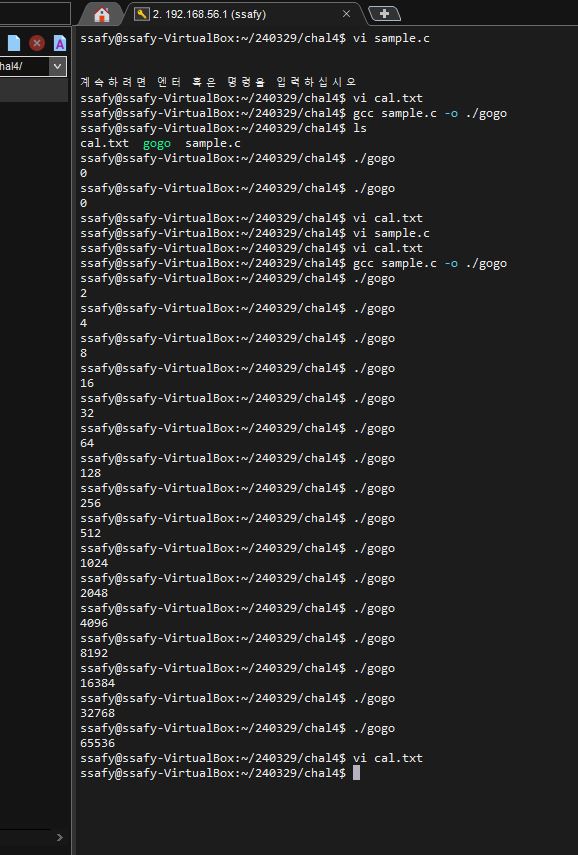 2. 192.168.56.1 (ssafy)
hal4/
ssafy@ssafy-VirtualBox:~/240329/chal4$ vi sample.c
계속하려면 엔터 혹은 명령을 입력하십시오
ssafy@ssafy-VirtualBox:~/240329/chal4$ vi cal.txt
ssafy@ssafy-VirtualBox:~/240329/chal4$ gcc sample.c -o ./gogo
ssafy@ssafy-VirtualBox:~/240329/chal4$ ls
cal.txt  gogo  sample.c
ssafy@ssafy-VirtualBox:~/240329/chal4$ ./gogo
0
ssafy@ssafy-VirtualBox:~/240329/chal4$ ./gogo
0
ssafy@ssafy-VirtualBox:~/240329/chal4$ vi cal.txt
ssafy@ssafy-VirtualBox:~/240329/chal4$ vi sample.c
ssafy@ssafy-VirtualBox:~/240329/chal4$ vi cal.txt
ssafy@ssafy-VirtualBox:~/240329/chal4$ gcc sample.c -o ./gogo
ssafy@ssafy-VirtualBox:~/240329/chal4$ ./gogo
2
ssafy@ssafy-VirtualBox:~/240329/chal4$ ./gogo
4
ssafy@ssafy-VirtualBox:~/240329/chal4$ ./gogo
8
ssafy@ssafy-VirtualBox:~/240329/chal4$ ./gogo
16
ssafy@ssafy-VirtualBox:~/240329/chal4$ ./gogo
32
ssafy@ssafy-VirtualBox:~/240329/chal4$ ./gogo
64
ssafy@ssafy-VirtualBox:~/240329/chal4$ ./gogo
128
ssafy@ssafy-VirtualBox:~/240329/chal4$ ./gogo
256
ssafy@ssafy-VirtualBox:~/240329/chal4$ ./gogo
512
ssafy@ssafy-VirtualBox:~/240329/chal4$ ./gogo
1024
ssafy@ssafy-VirtualBox:~/240329/chal4$ ./gogo
2048
ssafy@ssafy-VirtualBox:~/240329/chal4$ ./gogo
4096
ssafy@ssafy-VirtualBox:~/240329/chal4$ ./gogo
8192
ssafy@ssafy-VirtualBox:~/240329/chal4$ ./gogo
16384
ssafy@ssafy-VirtualBox:~/240329/chal4$ ./gogo
32768
ssafy@ssafy-VirtualBox:~/240329/chal4$ ./gogo
65536
ssafy@ssafy-VirtualBox:~/240329/chal4$ vi cal.txt
ssafy@ssafy-VirtualBox:~/240329/chal4$